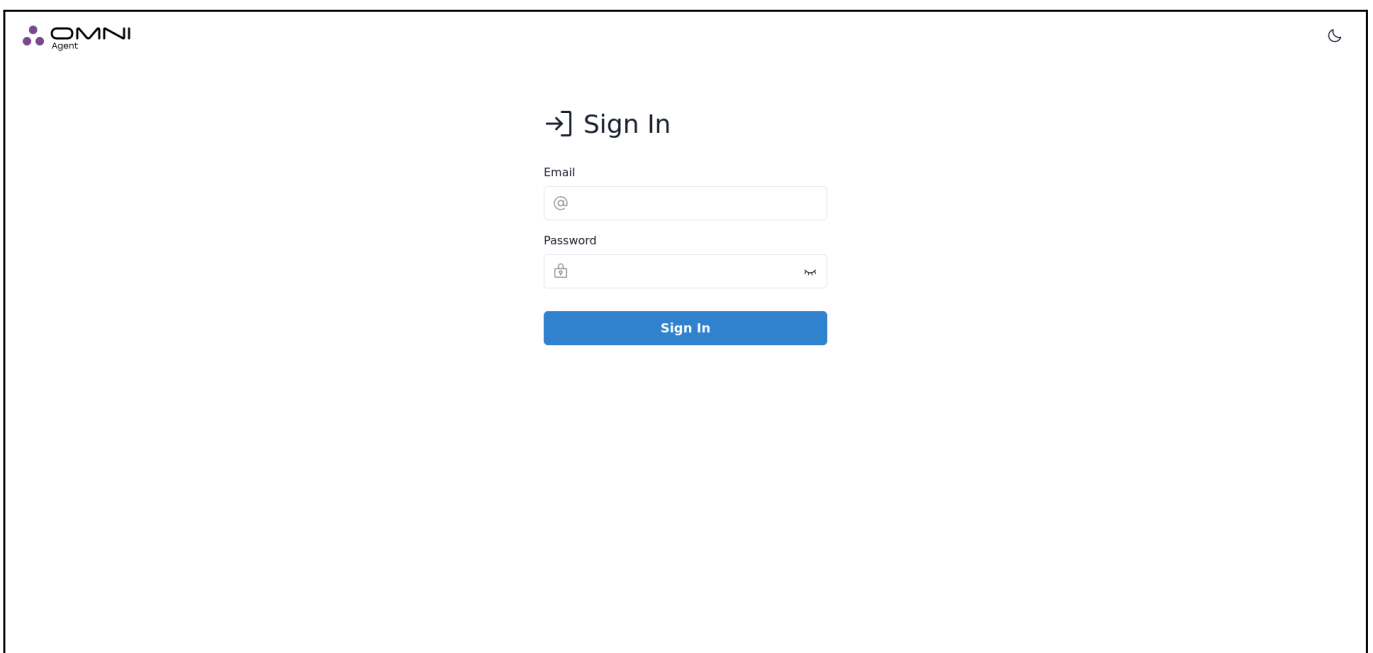 OMNI
Agent
Sign In
Email
@
Password
Sign In